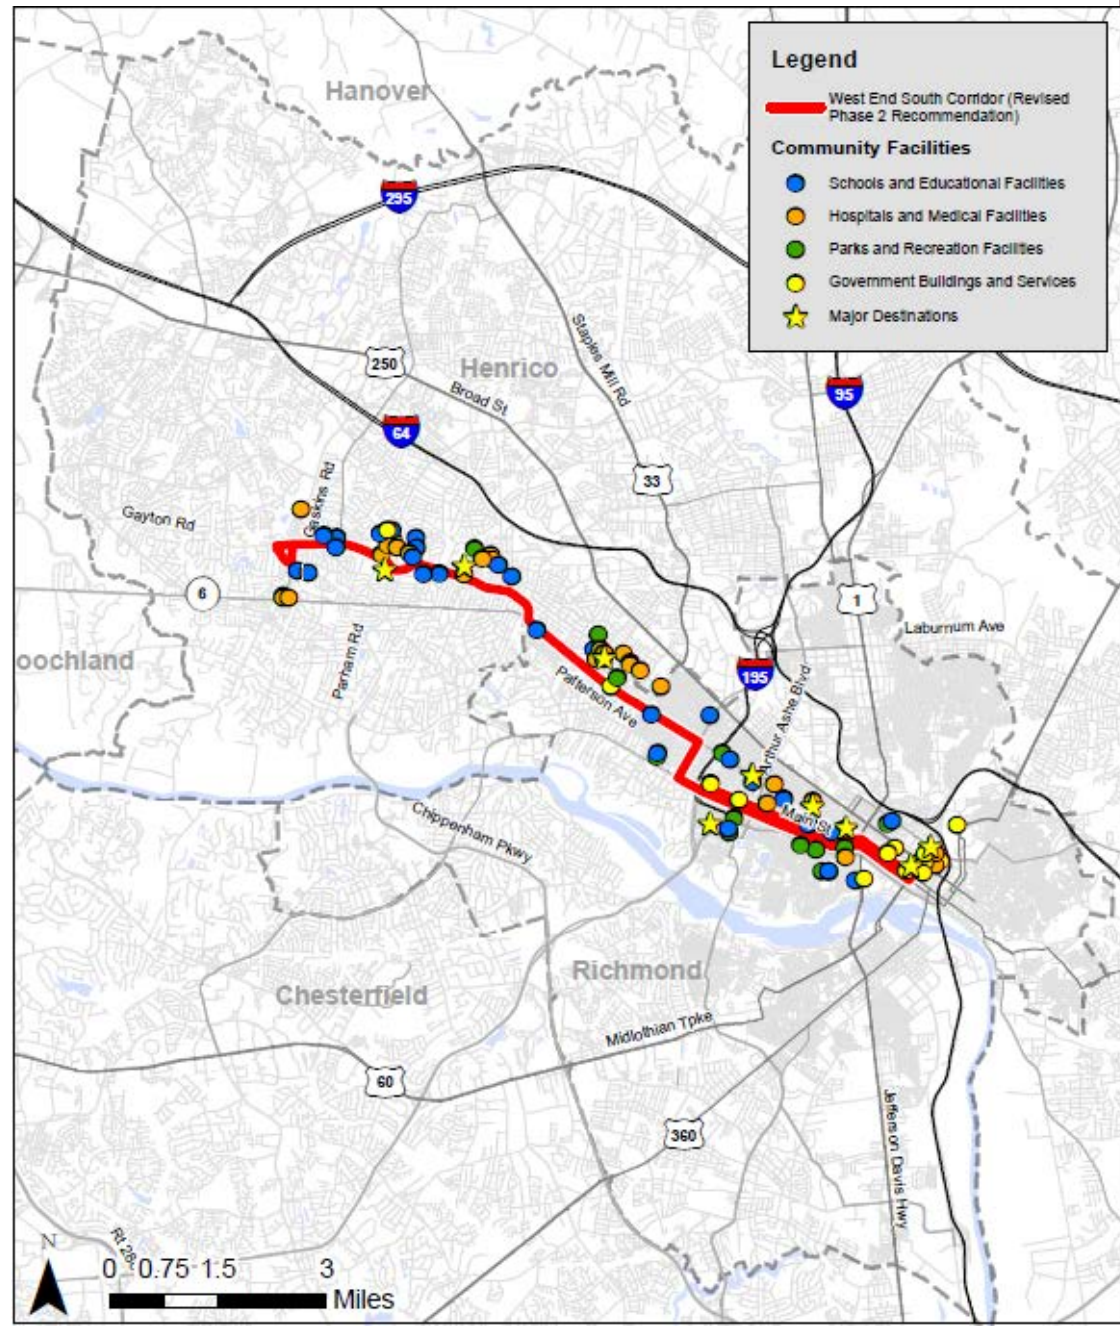 Legend
West End South Corridor (Revised
Phase 2 Recommendation)
Community Facilities
Schools and Educational Facilities
Hospitals and Medical Facilities
Parks and Recreation Facilities
Government Buildings and Services
Major Destinations
Hanover
295
Henrico
250
Broad St
Staples Mill Rd
95
64
33
Gaskins Rd
Gayton Rd
6
1
Laburnum Ave
oochland
Parham Rd
195
Arthur Ashe Blvd
Patterson Ave
Main St
Chippenham Pkwy
Richmond
Chesterfield
Midlothian Tpke
60
360
Jefferson Davis Hwy
Rt 28
N
0 0.75 1.5 3
Miles